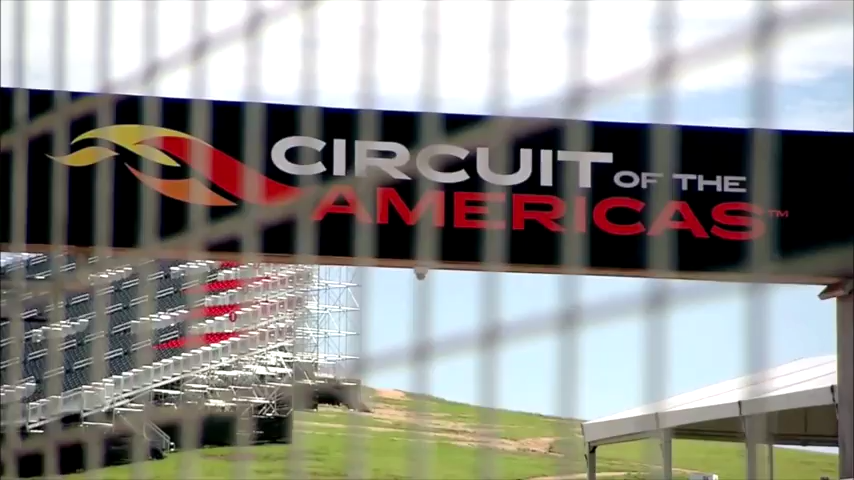 CIRCUIT OF THE
AMERICAS™